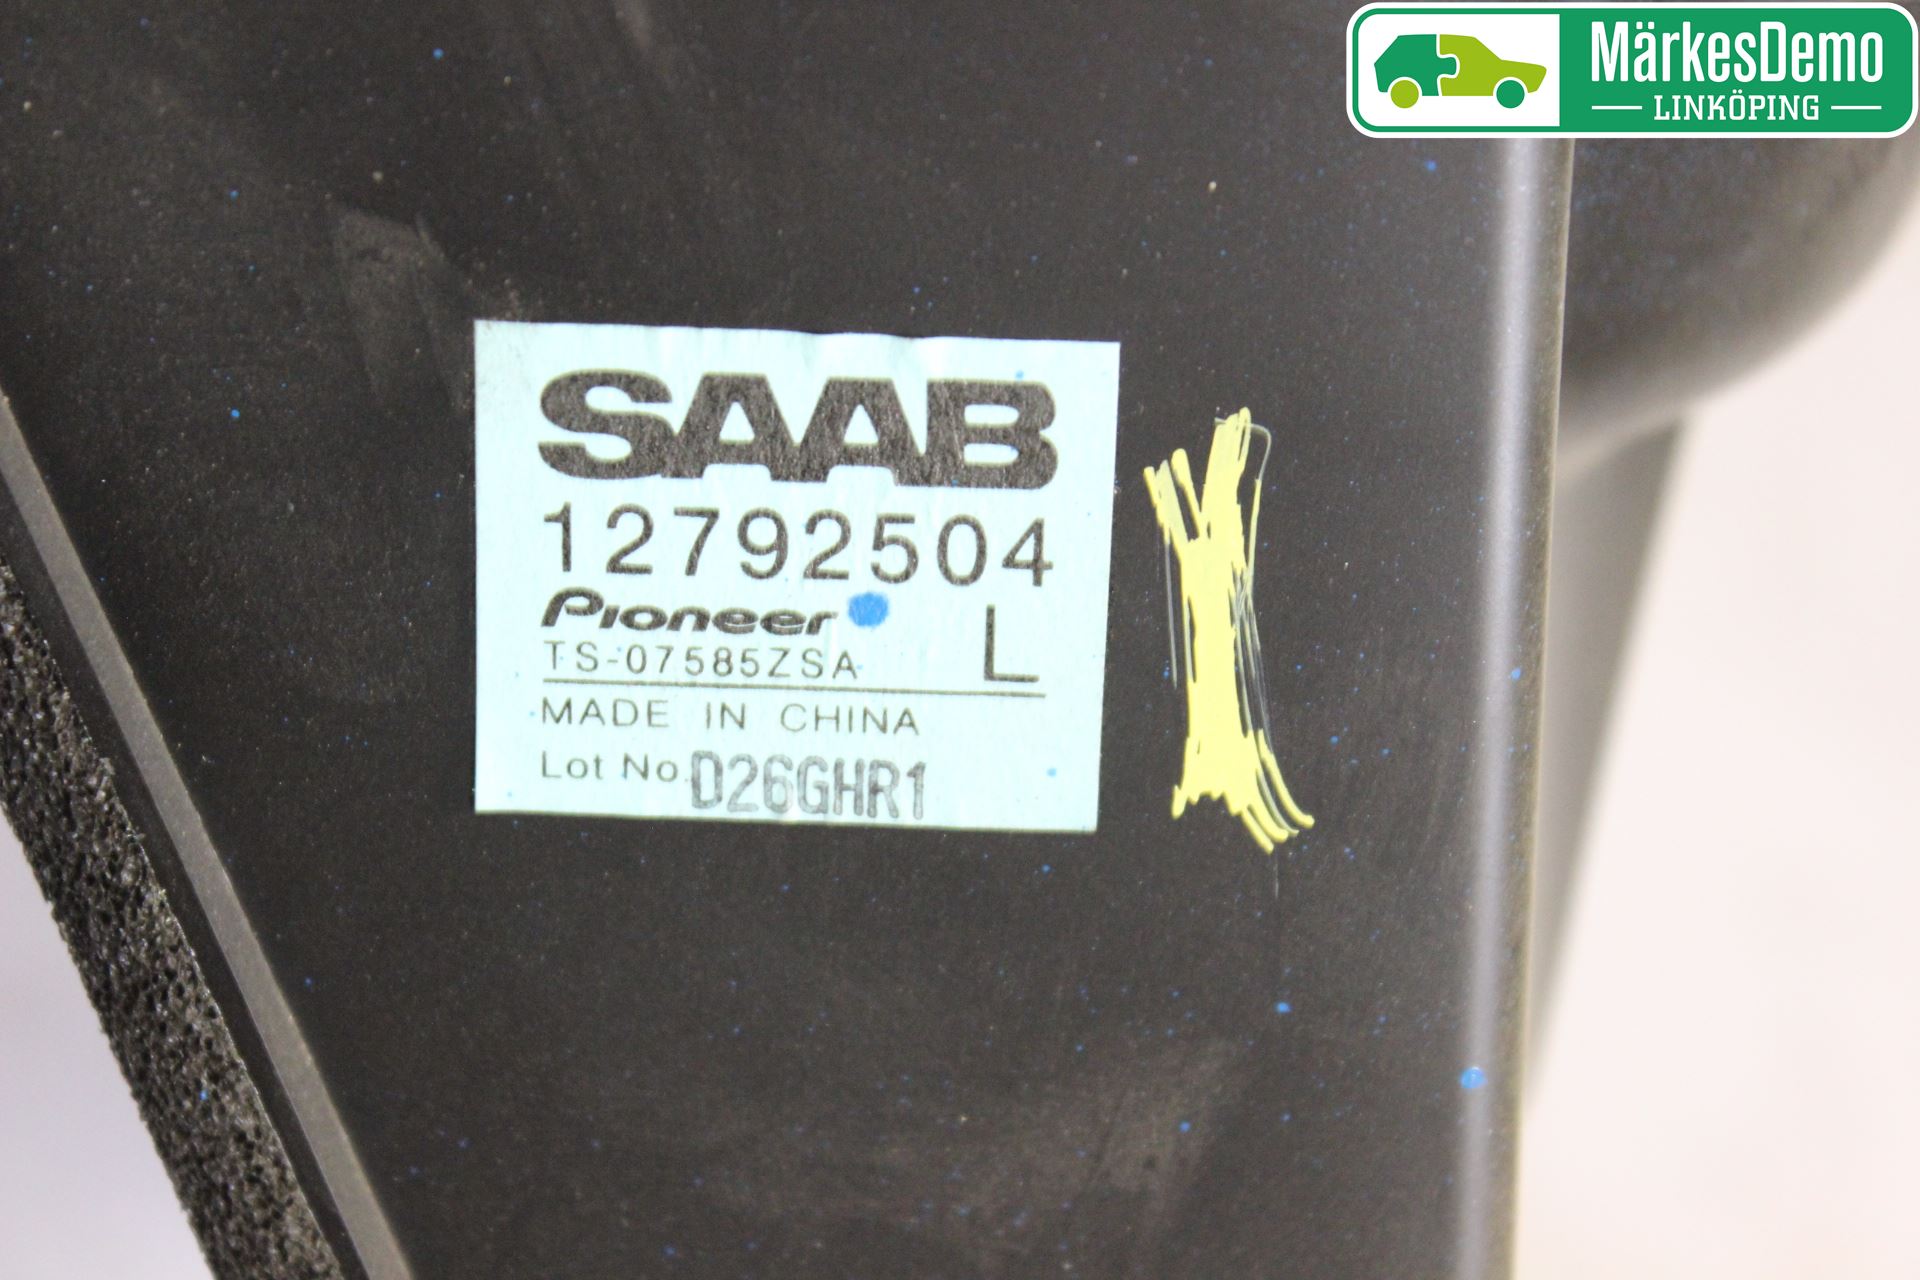 MärkesDemo
LINKÖPING
SAAB
12792504
Pioneer
TS-07585ZSA L
MADE IN CHINA
Lot No. D26GHR1